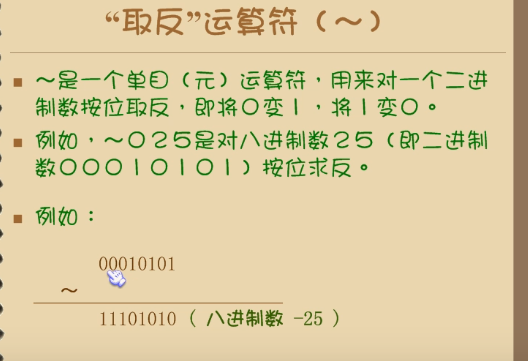 “取反”运算符（～）
～是一个单目（元）运算符，用来对一个二进
制数按位取反，即将0变1，将1变0。
例如，～025是对八进制数25（即二进制
数00010101）按位求反。
例如：
00010101
～
11101010 （ 八进制数 -25 ）